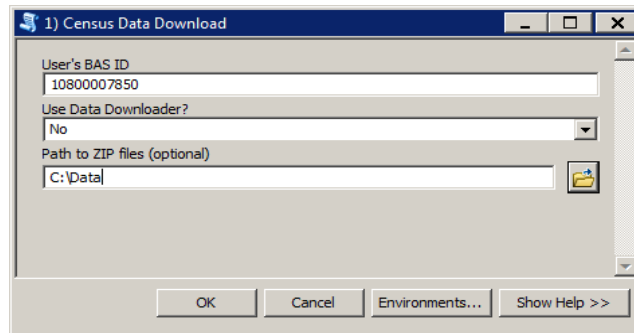 1) Census Data Download
User's BAS ID
10800007850
Use Data Downloader?
No
Path to ZIP files (optional)
C:\Data
OK Cancel Environments... Show Help >>